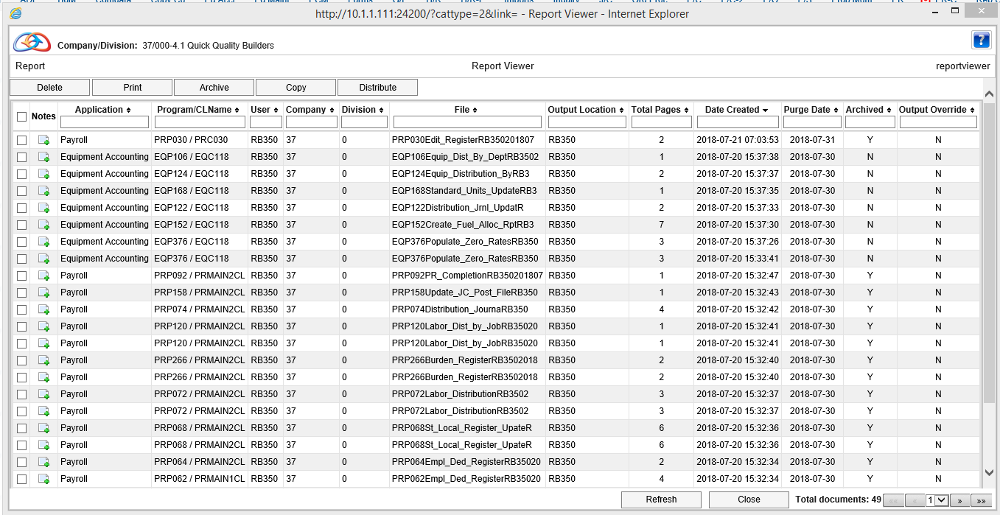 http://10.1.1.111:24200/?cattype=2&link= - Report Viewer - Internet Explorer
Company/Division: 37/000-4.1 Quick Quality Builders
Report Report Viewer reportviewer
Delete Print Archive Copy Distribute
Notes Application Program/CLName User Company Division File Output Location Total Pages Date Created Purge Date Archived Output Override
Payroll PRP030 / PRC030 RB350 37 0 PRP030Edit_RegisterRB350201807 RB350 2 2018-07-21 07:03:53 2018-07-31 Y N
Equipment Accounting EQP106 / EQC118 RB350 37 0 EQP106Equip_Dist_By_DeptRB3502 RB350 1 2018-07-20 15:37:38 2018-07-30 N N
Equipment Accounting EQP124 / EQC118 RB350 37 0 EQP124Equip_Distribution_ByRB3 RB350 2 2018-07-20 15:37:37 2018-07-30 N N
Equipment Accounting EQP168 / EQC118 RB350 37 0 EQP168Standard_Units_UpdateRB3 RB350 1 2018-07-20 15:37:35 2018-07-30 N N
Equipment Accounting EQP122 / EQC118 RB350 37 0 EQP122Distribution_Jrnl_UpdatR RB350 2 2018-07-20 15:37:33 2018-07-30 N N
Equipment Accounting EQP152 / EQC118 RB350 37 0 EQP152Create_Fuel_Alloc_RptRB3 RB350 7 2018-07-20 15:37:30 2018-07-30 N N
Equipment Accounting EQP376 / EQC118 RB350 37 0 EQP376Populate_Zero_RatesRB350 RB350 3 2018-07-20 15:37:26 2018-07-30 N N
Equipment Accounting EQP376 / EQC118 RB350 37 0 EQP376Populate_Zero_RatesRB350 RB350 3 2018-07-20 15:33:41 2018-07-30 N N
Payroll PRP092 / PRMAIN2CL RB350 37 0 PRP092PR_CompletionRB350201807 RB350 1 2018-07-20 15:32:47 2018-07-30 Y N
Payroll PRP158 / PRMAIN2CL RB350 37 0 PRP158Update_JC_Post_FileRB350 RB350 1 2018-07-20 15:32:43 2018-07-30 Y N
Payroll PRP074 / PRMAIN2CL RB350 37 0 PRP074Distribution_JournaRB350 RB350 4 2018-07-20 15:32:42 2018-07-30 Y N
Payroll PRP120 / PRMAIN2CL RB350 37 0 PRP120Labor_Dist_by_JobRB35020 RB350 1 2018-07-20 15:32:41 2018-07-30 Y N
Payroll PRP120 / PRMAIN2CL RB350 37 0 PRP120Labor_Dist_by_JobRB35020 RB350 1 2018-07-20 15:32:41 2018-07-30 Y N
Payroll PRP266 / PRMAIN2CL RB350 37 0 PRP266Burden_RegisterRB3502018 RB350 2 2018-07-20 15:32:40 2018-07-30 Y N
Payroll PRP266 / PRMAIN2CL RB350 37 0 PRP266Burden_RegisterRB3502018 RB350 2 2018-07-20 15:32:40 2018-07-30 Y N
Payroll PRP072 / PRMAIN2CL RB350 37 0 PRP072Labor_DistributionRB3502 RB350 3 2018-07-20 15:32:37 2018-07-30 Y N
Payroll PRP072 / PRMAIN2CL RB350 37 0 PRP072Labor_DistributionRB3502 RB350 3 2018-07-20 15:32:37 2018-07-30 Y N
Payroll PRP068 / PRMAIN2CL RB350 37 0 PRP068St_Local_Register_UpateR RB350 6 2018-07-20 15:32:36 2018-07-30 Y N
Payroll PRP068 / PRMAIN2CL RB350 37 0 PRP068St_Local_Register_UpateR RB350 6 2018-07-20 15:32:36 2018-07-30 Y N
Payroll PRP064 / PRMAIN2CL RB350 37 0 PRP064Empl_Ded_RegisterRB35020 RB350 2 2018-07-20 15:32:34 2018-07-30 Y N
Payroll PRP062 / PRMAIN1CL RB350 37 0 PRP062Empl_Ded_RegisterRB35020 RB350 4 2018-07-20 15:32:34 2018-07-30 Y N
Refresh Close Total documents: 49 «« « 1 » »»